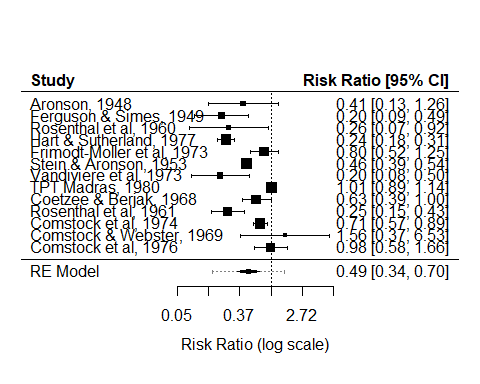 Study Risk Ratio [95% CI]
Aronson, 1948 0.41 [0.13, 1.26]
Ferguson & Simes, 1949 0.20 [0.09, 0.49]
Rosenthal et al, 1960 0.26 [0.07, 0.92]
Hart & Sutherland, 1977 0.24 [0.18, 0.31]
Frimodt-Moller et al, 1973 0.80 [0.52, 1.25]
Stein & Aronson, 1953 0.46 [0.39, 0.54]
Vandiviere et al, 1973 0.20 [0.08, 0.50]
TPT Madras, 1980 1.01 [0.89, 1.14]
Coetzee & Berjak, 1968 0.63 [0.39, 1.00]
Rosenthal et al, 1961 0.25 [0.15, 0.43]
Comstock et al, 1974 0.71 [0.57, 0.89]
Comstock & Webster, 1969 1.56 [0.37, 6.53]
Comstock et al, 1976 0.98 [0.58, 1.66]
RE Model 0.49 [0.34, 0.70]
0.05 0.37 2.72
Risk Ratio (log scale)